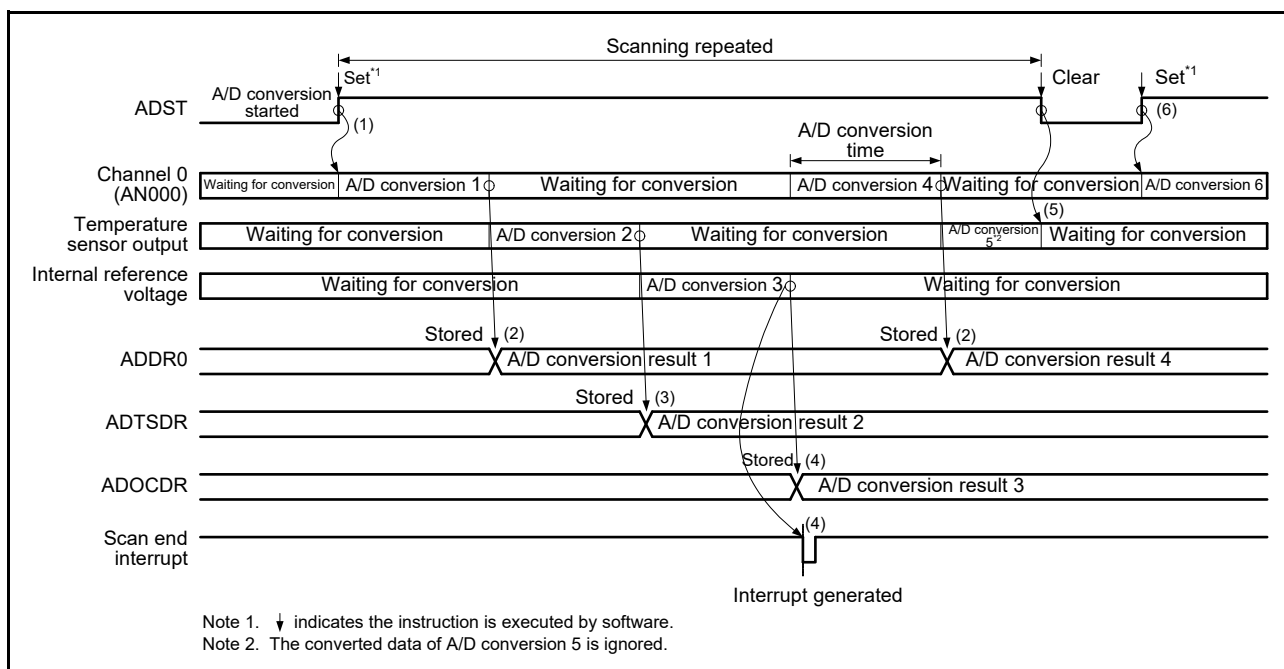 Scanning repeated
Set*1
Clear
Set*1
ADST
A/D conversion
started
(1)
(6)
A/D conversion
time
Channel 0
(AN000)
Waiting for conversion
A/D conversion 1
Waiting for conversion
A/D conversion 4
Waiting for conversion
A/D conversion 6
(5)
Temperature
sensor output
Waiting for conversion
A/D conversion 2
Waiting for conversion
A/D conversion
5*2
Waiting for conversion
Internal reference
voltage
Waiting for conversion
A/D conversion 3
Waiting for conversion
Stored
(2)
Stored
(2)
ADDR0
A/D conversion result 1
A/D conversion result 4
Stored
(3)
ADTSDR
A/D conversion result 2
Stored
(4)
ADOCDR
A/D conversion result 3
Scan end
interrupt
(4)
Interrupt generated
Note 1. ↓ indicates the instruction is executed by software.
Note 2. The converted data of A/D conversion 5 is ignored.